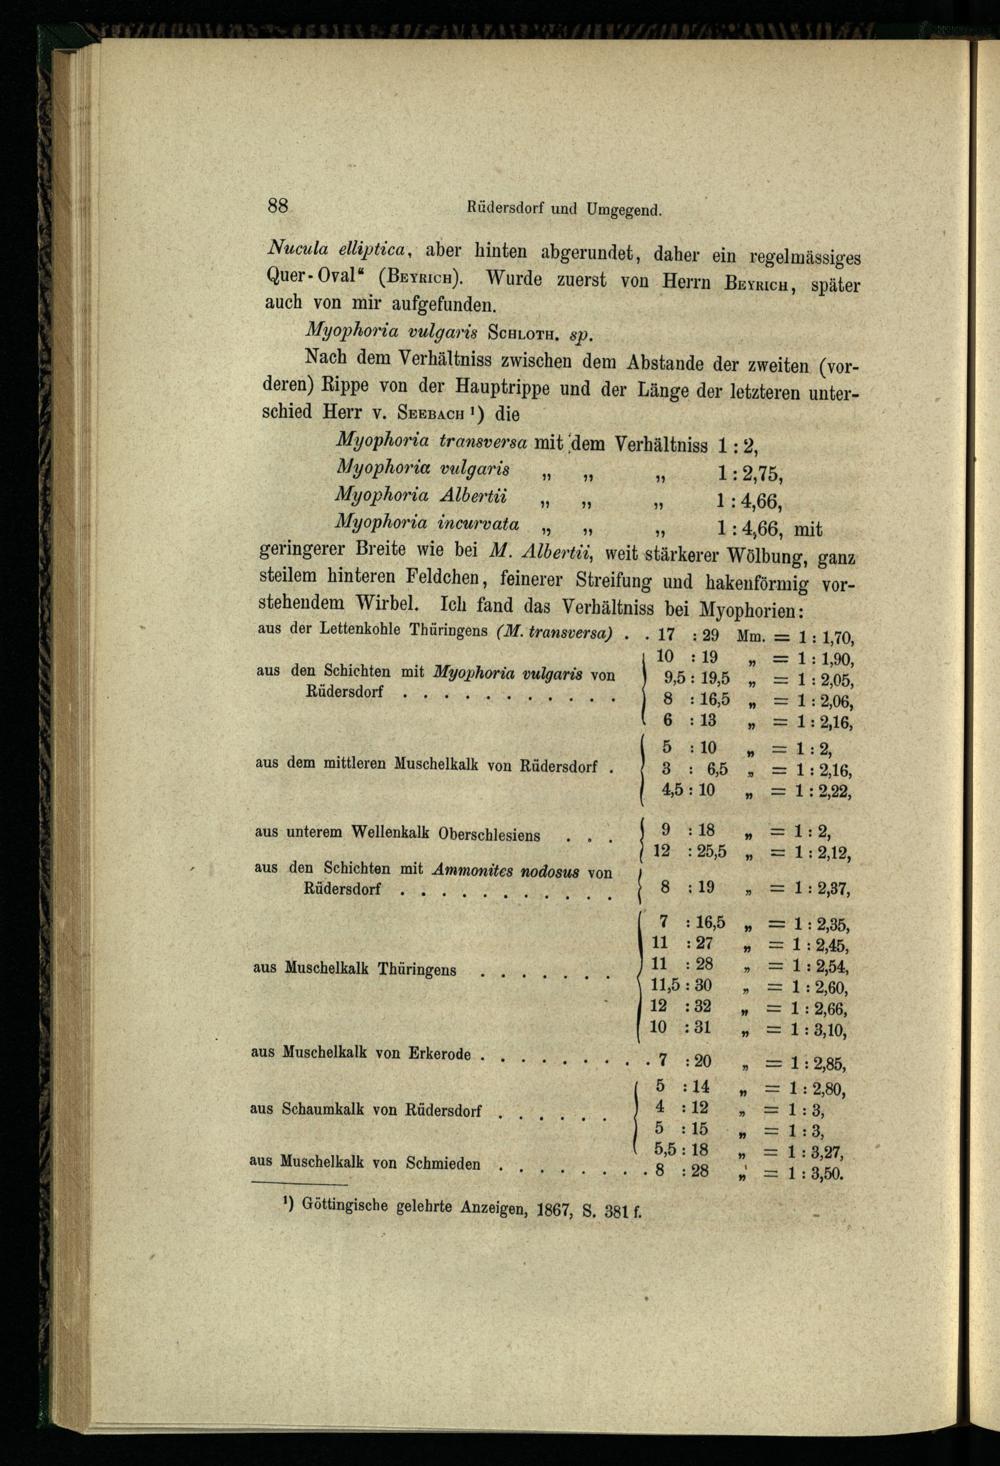 88 Rüdersdorf und Umgegend.
Nucula elliptica, aber hinten abgerundet, daher ein regelmässiges
Quer-Oval“ (BEYRICH). Wurde zuerst von Herrn BEYRICH, später
auch von mir aufgefunden.
Myophoria vulgaris SCHLOTH. sp.
Nach dem Verhältniss zwischen dem Abstande der zweiten (vor-
deren) Rippe von der Hauptrippe und der Länge der letzteren unter-
schied Herr v. SEEBACH ¹) die
Myophoria transversa mit dem Verhältniss 1 : 2,
Myophoria vulgaris „ „ „ 1 : 2,75,
Myophoria Albertii „ „ „ 1 : 4,66,
Myophoria incurvata „ „ „ 1 : 4,66, mit
geringerer Breite wie bei M. Albertii, weit stärkerer Wölbung, ganz
steilem hinteren Feldchen, feinerer Streifung und hakenförmig vor-
stehendem Wirbel. Ich fand das Verhältniss bei Myophorien:
aus der Lettenkohle Thüringens (M. transversa) . . 17 : 29 Mm. = 1 : 1,70,
10 : 19 „ = 1 : 1,90,
aus den Schichten mit Myophoria vulgaris von 9,5 : 19,5 „ = 1 : 2,05,
Rüdersdorf . . . . . . . . . . . 8 : 16,5 „ = 1 : 2,06,
6 : 13 „ = 1 : 2,16,
5 : 10 „ = 1 : 2,
aus dem mittleren Muschelkalk von Rüdersdorf . 3 : 6,5 „ = 1 : 2,16,
4,5 : 10 „ = 1 : 2,22,
aus unterem Wellenkalk Oberschlesiens . . . 9 : 18 „ = 1 : 2,
12 : 25,5 „ = 1 : 2,12,
aus den Schichten mit Ammonites nodosus von
Rüdersdorf . . . . . . . . . . . 8 : 19 „ = 1 : 2,37,
7 : 16,5 „ = 1 : 2,35,
11 : 27 „ = 1 : 2,45,
aus Muschelkalk Thüringens . . . . . . . 11 : 28 „ = 1 : 2,54,
11,5 : 30 „ = 1 : 2,60,
12 : 32 „ = 1 : 2,66,
10 : 31 „ = 1 : 3,10,
aus Muschelkalk von Erkerode . . . . . . . . . 7 : 20 „ = 1 : 2,85,
5 : 14 „ = 1 : 2,80,
aus Schaumkalk von Rüdersdorf . . . . . . 4 : 12 „ = 1 : 3,
5 : 15 „ = 1 : 3,
5,5 : 18 „ = 1 : 3,27,
aus Muschelkalk von Schmieden . . . . . . . . 8 : 28 „ = 1 : 3,50.
¹) Göttingische gelehrte Anzeigen, 1867, S. 381 f.